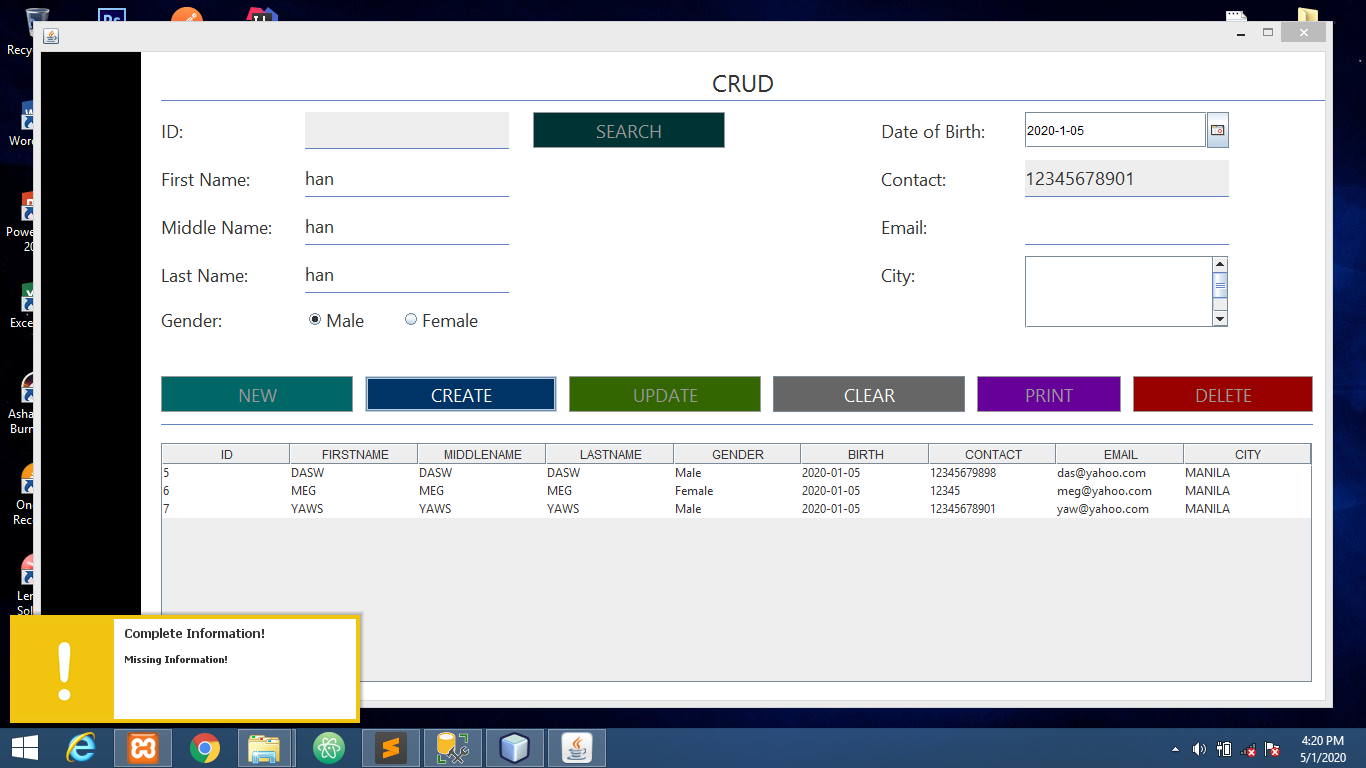 Recy
Ps
Word
Powe
20
Exce
Asha
Burn
On
Rec
Len
Sol
CRUD
ID:
SEARCH
Date of Birth: 2020-1-05
First Name: han
Contact: 12345678901
Middle Name: han
Email:
Last Name: han
City:
Gender: Male Female
NEW CREATE UPDATE CLEAR PRINT DELETE
ID FIRSTNAME MIDDLENAME LASTNAME GENDER BIRTH CONTACT EMAIL CITY
5 DASW DASW DASW Male 2020-01-05 12345679898 das@yahoo.com MANILA
6 MEG MEG MEG Female 2020-01-05 12345 meg@yahoo.com MANILA
7 YAWS YAWS YAWS Male 2020-01-05 12345678901 yaw@yahoo.com MANILA
Complete Information!
Missing Information!
4:20 PM
5/1/2020